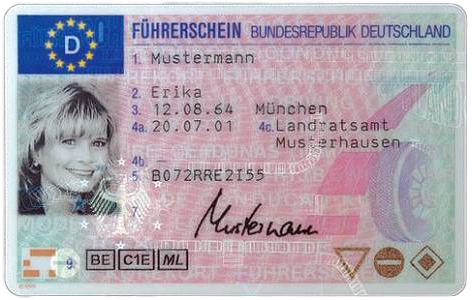 D
FÜHRERSCHEIN BUNDESREPUBLIK DEUTSCHLAND
1. Mustermann
2. Erika
3. 12.08.64 München
4a. 20.07.01 4c. Landratsamt
Musterhausen
4b –
5. B072RRE2I55
7. Mustermann
9 BE C1E ML